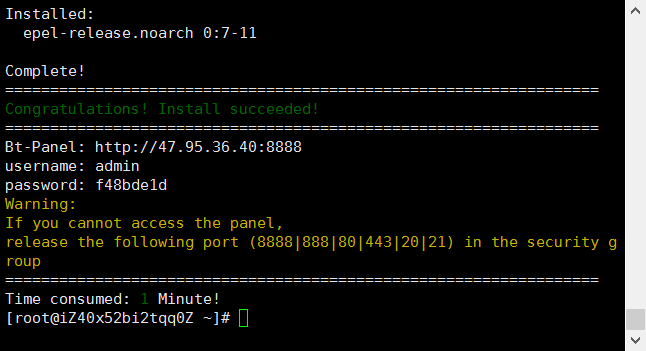 Installed:
  epel-release.noarch 0:7-11

Complete!
==================================================================
Congratulations! Install succeeded!
==================================================================
Bt-Panel: http://47.95.36.40:8888
username: admin
password: f48bde1d
Warning:
If you cannot access the panel,
release the following port (8888|888|80|443|20|21) in the security g
roup
==================================================================
Time consumed: 1 Minute!
[root@iZ40x52bi2tqq0Z ~]#